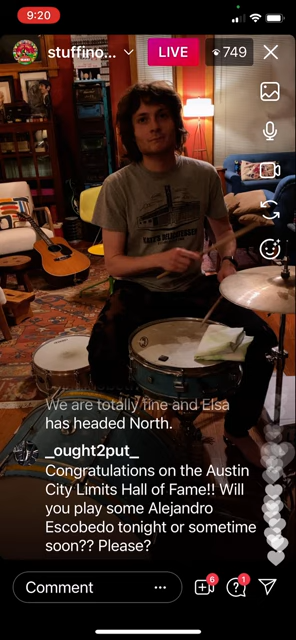 9:20
stuffino...
LIVE
749
We are totally fine and Elsa
has headed North.
_ought2put_
Congratulations on the Austin
City Limits Hall of Fame!! Will
you play some Alejandro
Escobedo tonight or sometime
soon?? Please?
Comment
6
1